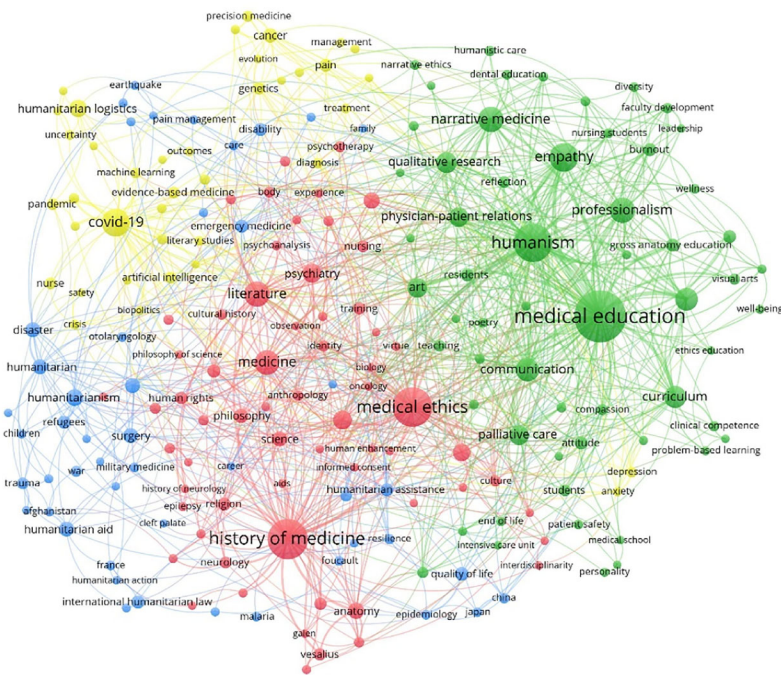 precision medicine
cancer
management
humanistic care
evolution
pain
narrative ethics
dental education
earthquake
genetics
diversity
humanitarian logistics
treatment
narrative medicine
faculty development
pain management
disability
family
uncertainty
nursing students
leadership
care
psychotherapy
outcomes
diagnosis
qualitative research
empathy
burnout
machine learning
reflection
evidence-based medicine
body
experience
wellness
pandemic
covid-19
physician-patient relations
professionalism
emergency medicine
literary studies
psychoanalysis
nursing
humanism
gross anatomy education
nurse
artificial intelligence
psychiatry
residents
visual arts
safety
literature
art
biopolitics
cultural history
training
medical education
well-being
crisis
observation
poetry
disaster
otolaryngology
identity
virtue
teaching
ethics education
philosophy of science
medicine
biology
humanitarian
communication
oncology
humanitarianism
human rights
anthropology
curriculum
medical ethics
compassion
refugees
philosophy
children
surgery
science
palliative care
attitude
clinical competence
human enhancement
problem-based learning
war
military medicine
career
informed consent
depression
trauma
aids
culture
history of neurology
humanitarian assistance
students
anxiety
epilepsy
religion
afghanistan
cleft palate
end of life
patient safety
humanitarian aid
history of medicine
resilience
intensive care unit
medical school
france
neurology
foucault
interdisciplinarity
humanitarian action
quality of life
personality
international humanitarian law
china
malaria
anatomy
epidemiology
japan
galen
vesalius